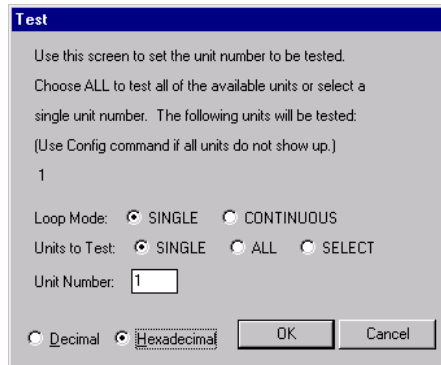 Test
Use this screen to set the unit number to be tested.
Choose ALL to test all of the available units or select a
single unit number. The following units will be tested:
(Use Config command if all units do not show up.)
1
Loop Mode: SINGLE CONTINUOUS
Units to Test: SINGLE ALL SELECT
Unit Number: 1
Decimal Hexadecimal OK Cancel